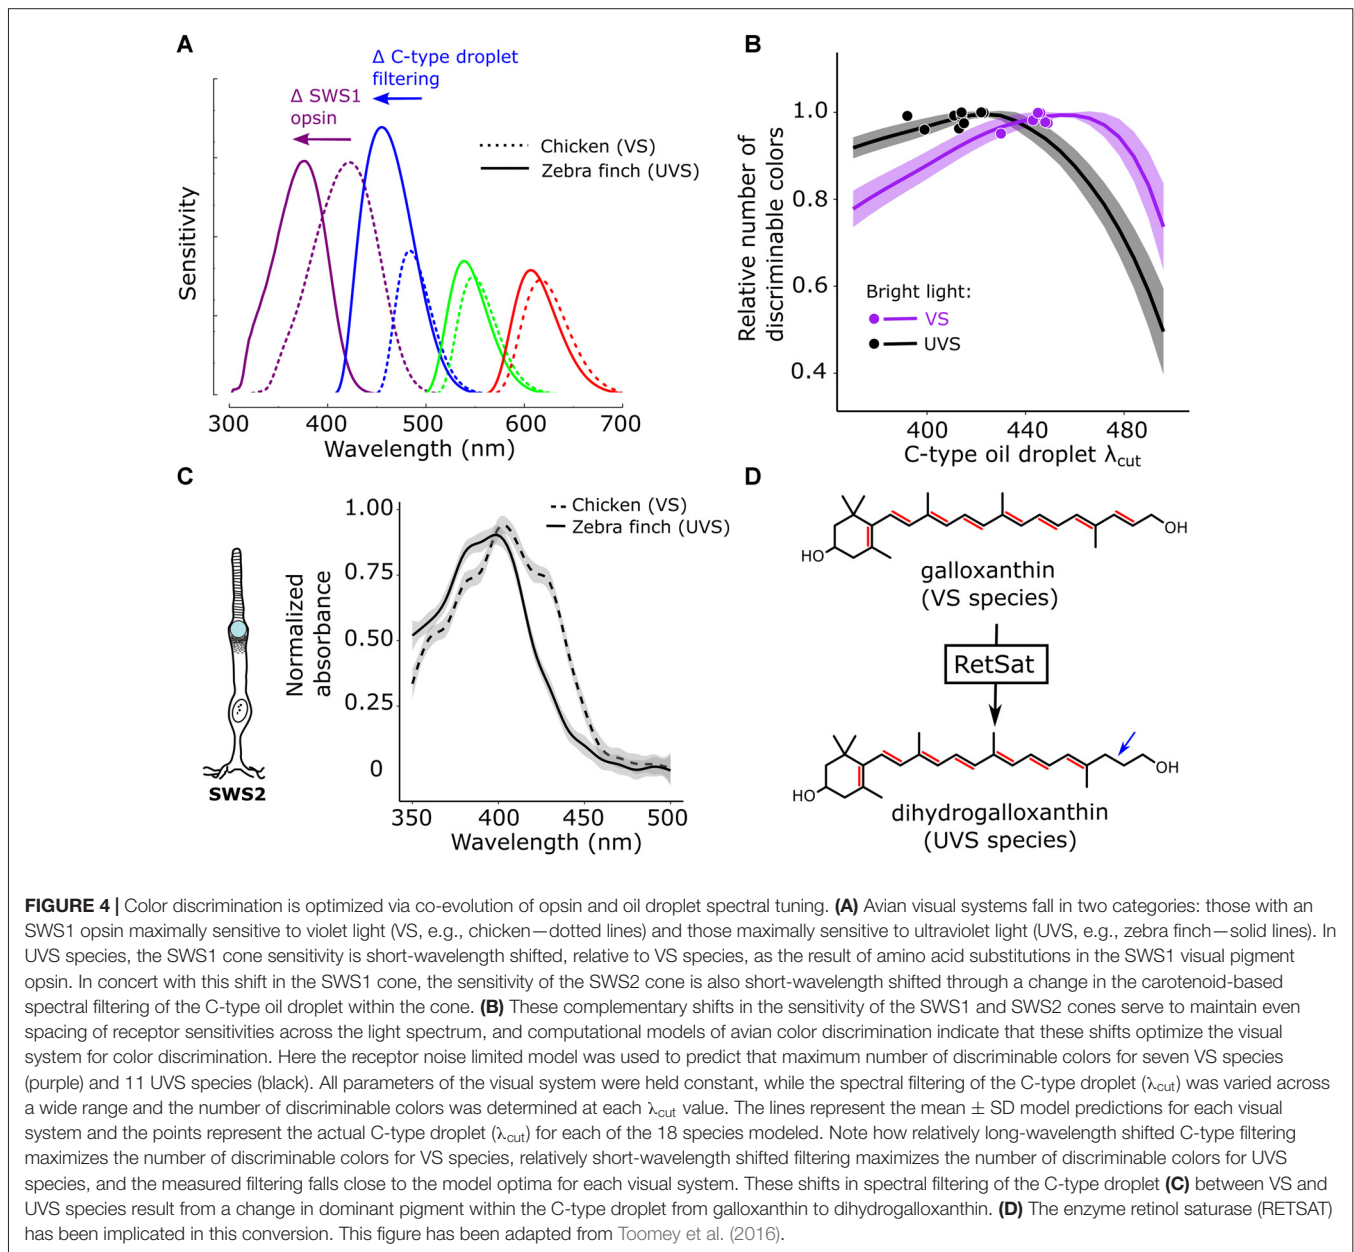 A
Δ C-type droplet
filtering
Δ SWS1
opsin
Chicken (VS)
Zebra finch (UVS)
Sensitivity
300 400 500 600 700
Wavelength (nm)
B
Relative number of
discriminable colors
1.0
0.8
0.6
0.4
Bright light:
VS
UVS
400 440 480
C-type oil droplet λcut
C
Chicken (VS)
Zebra finch (UVS)
Normalized
absorbance
1.00
0.75
0.50
0.25
0
350 400 450 500
Wavelength (nm)
SWS2
D
HO
OH
galloxanthin
(VS species)
RetSat
HO
OH
dihydrogalloxanthin
(UVS species)
FIGURE 4 | Color discrimination is optimized via co-evolution of opsin and oil droplet spectral tuning. (A) Avian visual systems fall in two categories: those with an
SWS1 opsin maximally sensitive to violet light (VS, e.g., chicken—dotted lines) and those maximally sensitive to ultraviolet light (UVS, e.g., zebra finch—solid lines). In
UVS species, the SWS1 cone sensitivity is short-wavelength shifted, relative to VS species, as the result of amino acid substitutions in the SWS1 visual pigment
opsin. In concert with this shift in the SWS1 cone, the sensitivity of the SWS2 cone is also short-wavelength shifted through a change in the carotenoid-based
spectral filtering of the C-type oil droplet within the cone. (B) These complementary shifts in the sensitivity of the SWS1 and SWS2 cones serve to maintain even
spacing of receptor sensitivities across the light spectrum, and computational models of avian color discrimination indicate that these shifts optimize the visual
system for color discrimination. Here the receptor noise limited model was used to predict that maximum number of discriminable colors for seven VS species
(purple) and 11 UVS species (black). All parameters of the visual system were held constant, while the spectral filtering of the C-type droplet (λcut) was varied across
a wide range and the number of discriminable colors was determined at each λcut value. The lines represent the mean ± SD model predictions for each visual
system and the points represent the actual C-type droplet (λcut) for each of the 18 species modeled. Note how relatively long-wavelength shifted C-type filtering
maximizes the number of discriminable colors for VS species, relatively short-wavelength shifted filtering maximizes the number of discriminable colors for UVS
species, and the measured filtering falls close to the model optima for each visual system. These shifts in spectral filtering of the C-type droplet (C) between VS and
UVS species result from a change in dominant pigment within the C-type droplet from galloxanthin to dihydrogalloxanthin. (D) The enzyme retinol saturase (RETSAT)
has been implicated in this conversion. This figure has been adapted from Toomey et al. (2016).